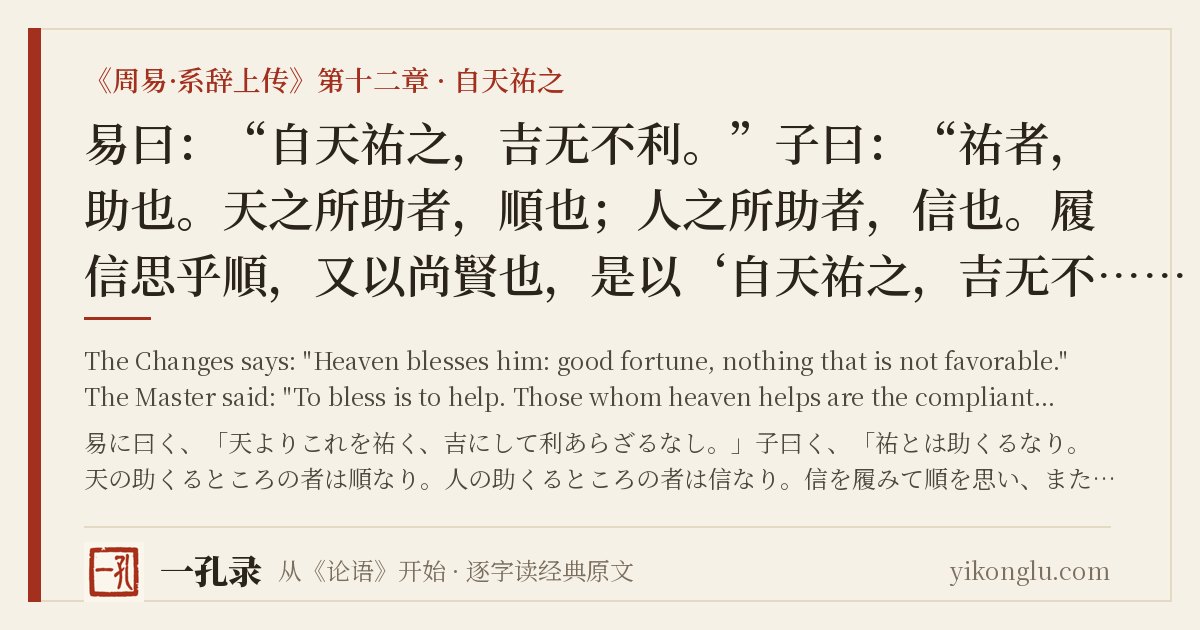 《周易·系辞上传》第十二章 · 自天祐之
易曰：“自天祐之，吉无不利。”子曰：“祐者，
助也。天之所助者，順也；人之所助者，信也。履
信思乎順，又以尚賢也，是以‘自天祐之，吉无不……
The Changes says: "Heaven blesses him: good fortune, nothing that is not favorable."
The Master said: "To bless is to help. Those whom heaven helps are the compliant...
易に曰く、「天よりこれを祐く、吉にして利あらざるなし。」子曰く、「祐とは助くるなり。
天の助くるところの者は順なり。人の助くるところの者は信なり。信を履みて順を思い、また…
一孔 一孔录 从《论语》开始 · 逐字读经典原文 yikonglu.com